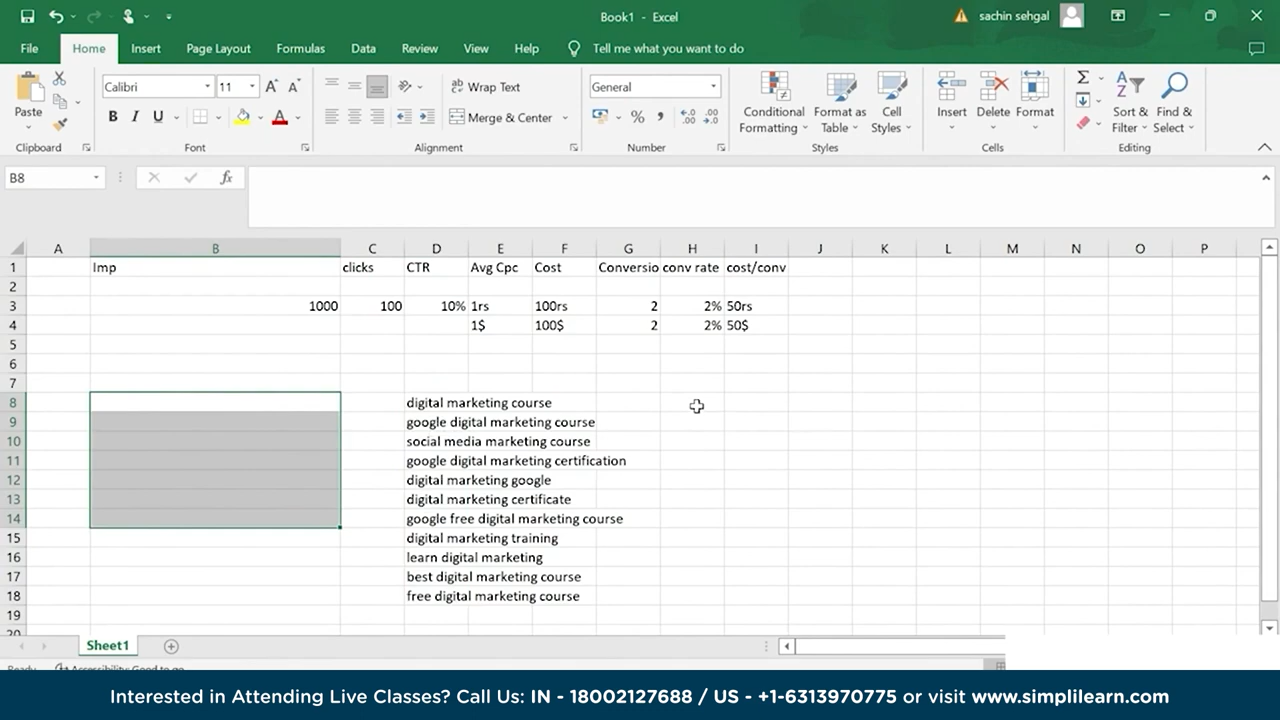 Book1 - Excel
sachin sehgal
File Home Insert Page Layout Formulas Data Review View Help Tell me what you want to do
Paste
Calibri 11
B I U
Wrap Text
Merge & Center
General
Conditional Formatting
Format as Table
Cell Styles
Insert Delete Format
Sort & Filter
Find & Select
Clipboard Font Alignment Number Styles Cells Editing
B8 fx
A B C D E F G H I J K L M N O P
1 Imp clicks CTR Avg Cpc Cost Conversio conv rate cost/conv
2
3 1000 100 10% 1rs 100rs 2 2% 50rs
4 1$ 100$ 2 2% 50$
5
6
7
8 digital marketing course
9 google digital marketing course
10 social media marketing course
11 google digital marketing certification
12 digital marketing google
13 digital marketing certificate
14 google free digital marketing course
15 digital marketing training
16 learn digital marketing
17 best digital marketing course
18 free digital marketing course
19
20
Sheet1
Ready Accessibility: Good to go
Interested in Attending Live Classes? Call Us: IN - 18002127688 / US - +1-6313970775 or visit www.simplilearn.com